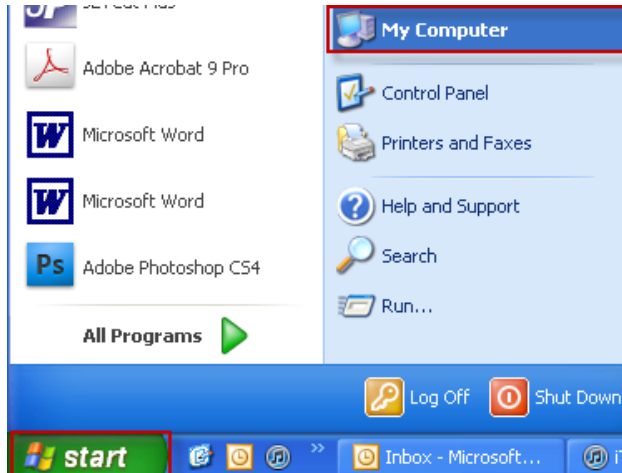 Adobe Acrobat 9 Pro
Microsoft Word
Microsoft Word
Ps Adobe Photoshop CS4
All Programs
My Computer
Control Panel
Printers and Faxes
Help and Support
Search
Run...
Log Off
Shut Down
start
Inbox - Microsoft...